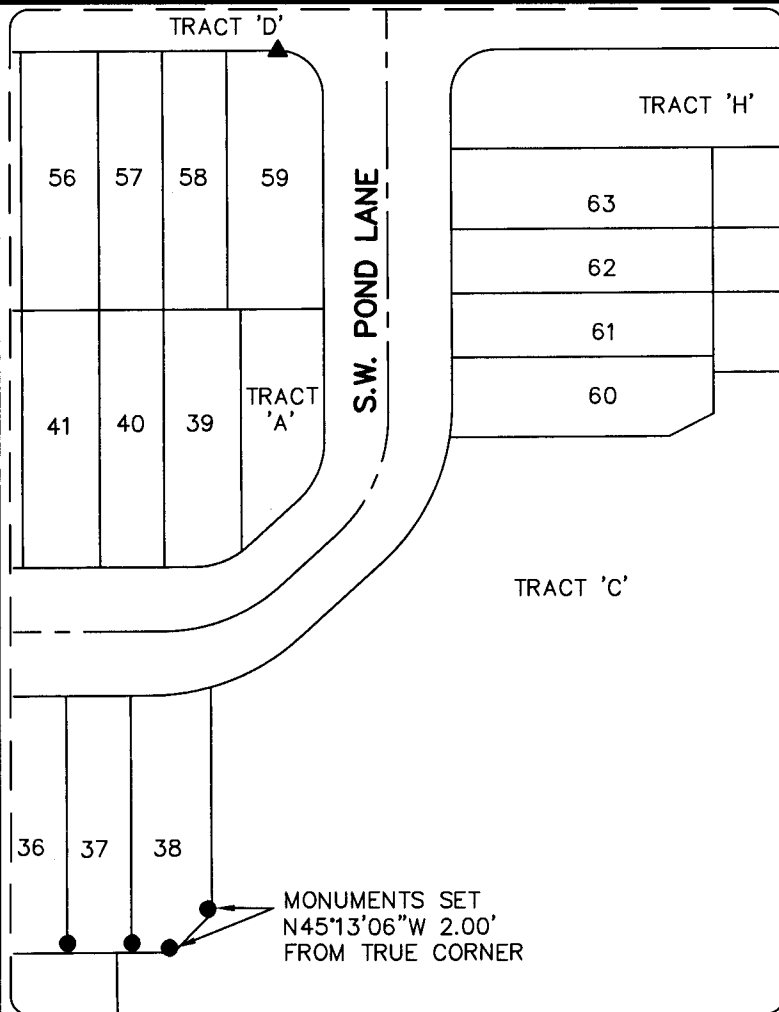 TRACT 'D'
TRACT 'H'
56
57
58
59
63
62
61
60
S.W. POND LANE
41
40
39
TRACT
'A'
TRACT 'C'
36
37
38
MONUMENTS SET
N45°13'06"W 2.00'
FROM TRUE CORNER